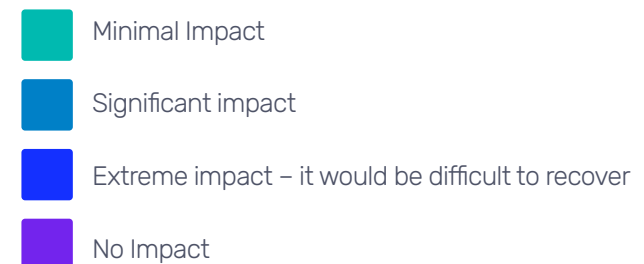 Minimal Impact
Significant impact
Extreme impact – it would be difficult to recover
No Impact